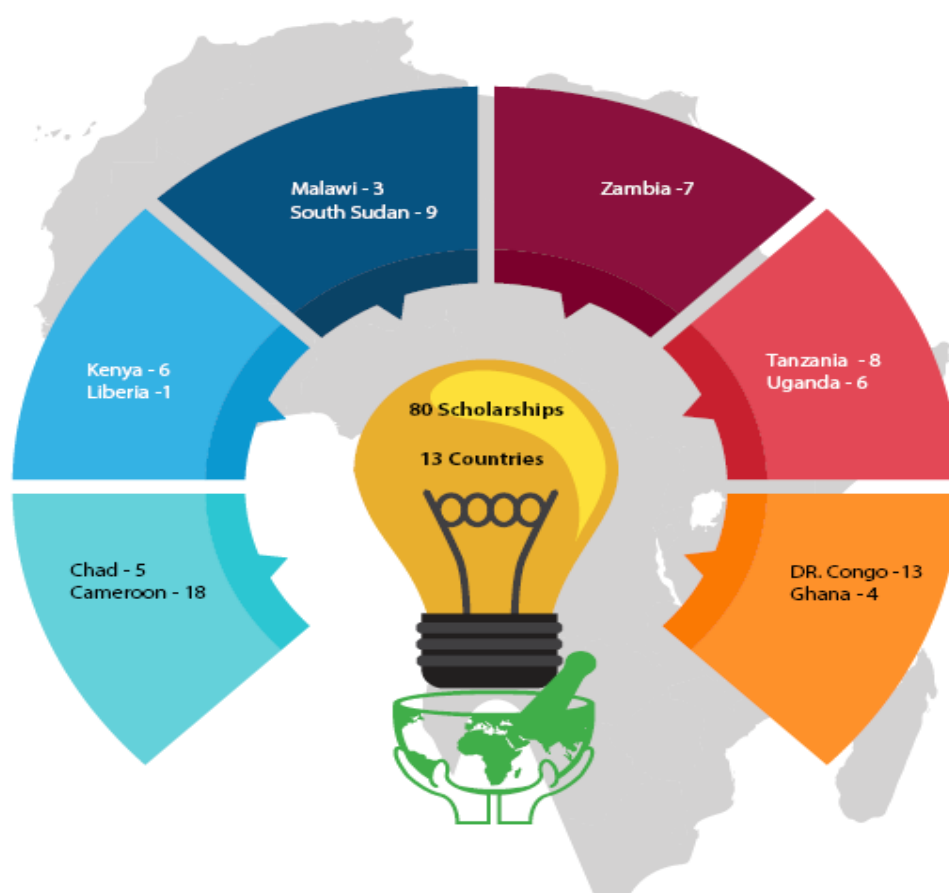 Malawi - 3
South Sudan - 9
Zambia -7
Kenya - 6
Liberia -1
Tanzania - 8
Uganda - 6
80 Scholarships
13 Countries
Chad - 5
Cameroon - 18
DR. Congo -13
Ghana - 4